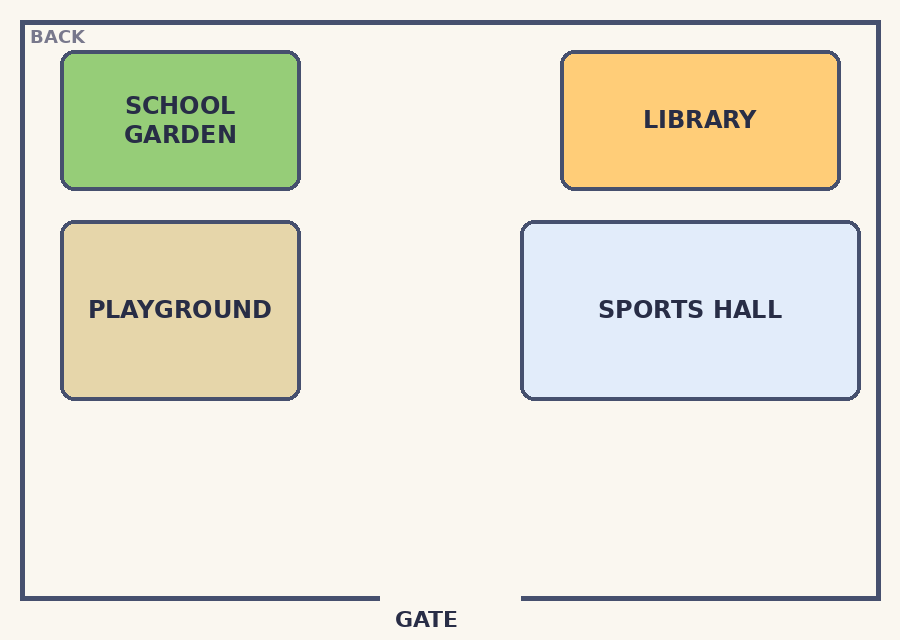 BACK
SCHOOL
GARDEN
LIBRARY
PLAYGROUND
SPORTS HALL
GATE